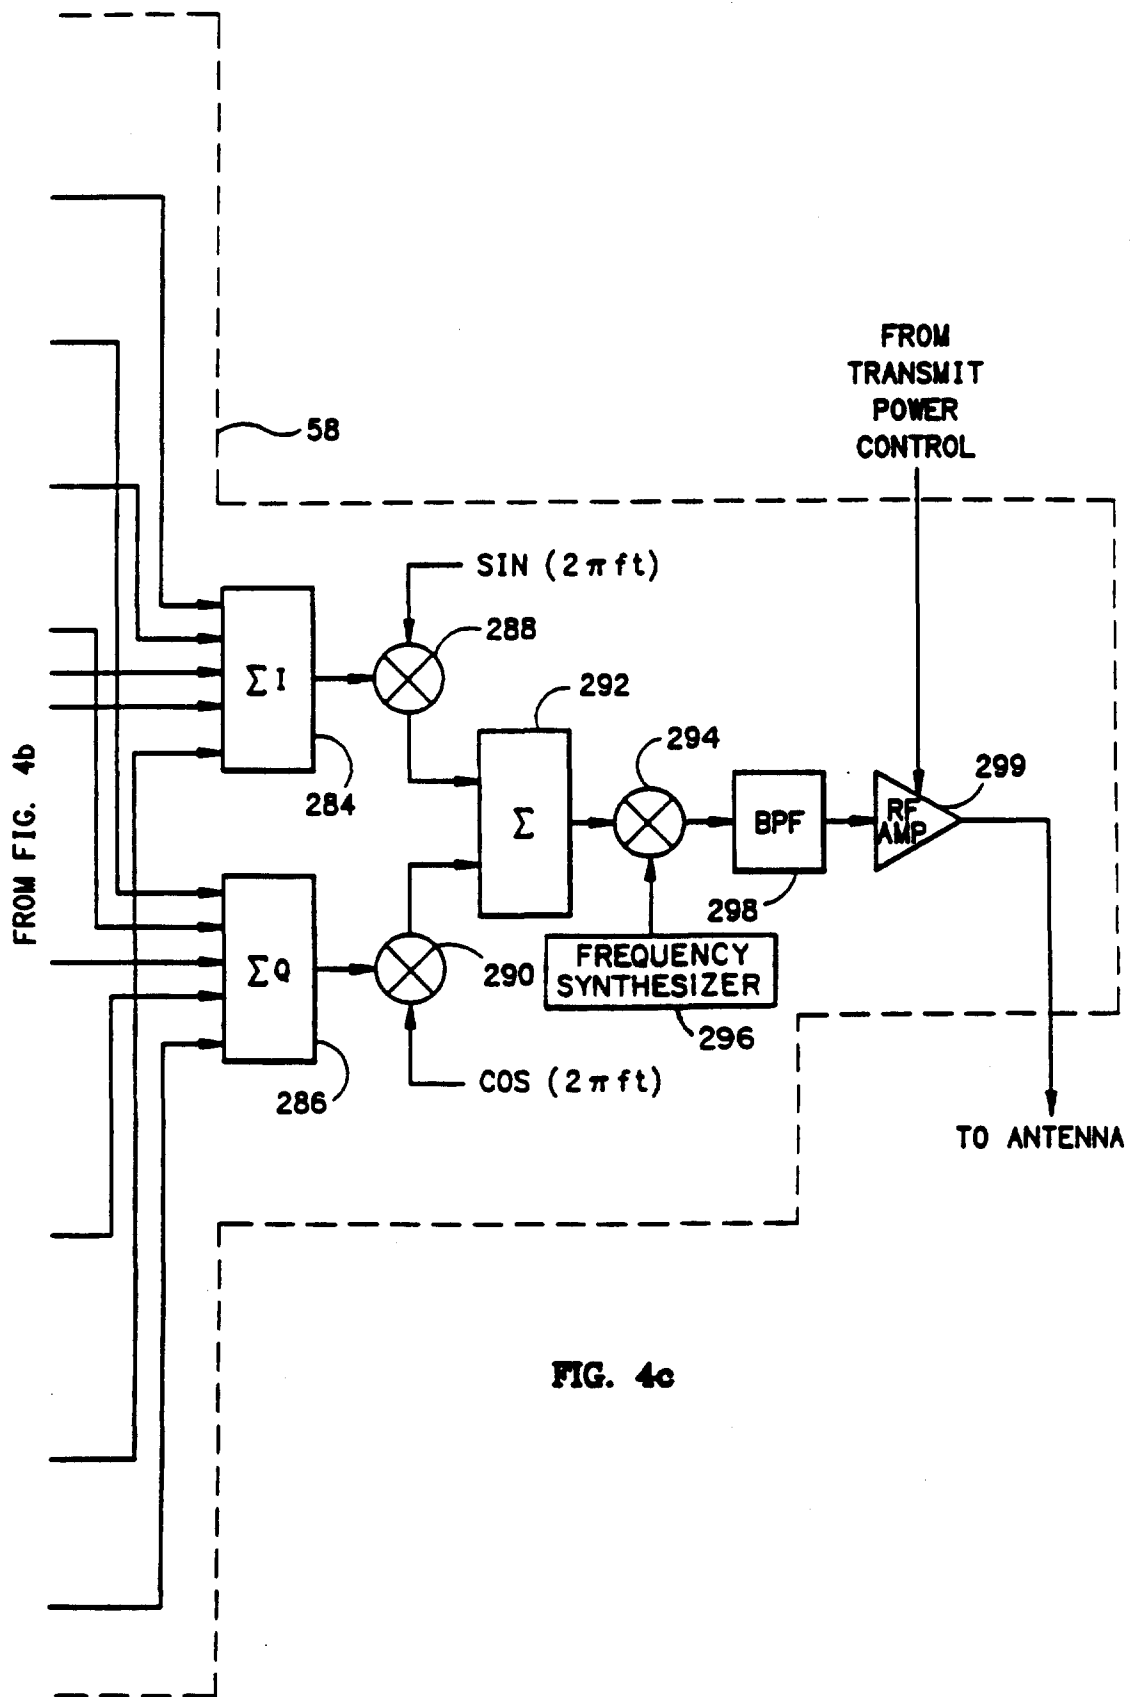 FROM
TRANSMIT
POWER
CONTROL
58
SIN (2πft)
288
ΣI
292
294
299
284
Σ
BPF
RF
AMP
FROM FIG. 4b
298
ΣQ
290
FREQUENCY
SYNTHESIZER
296
286
COS (2πft)
TO ANTENNA
FIG. 4c